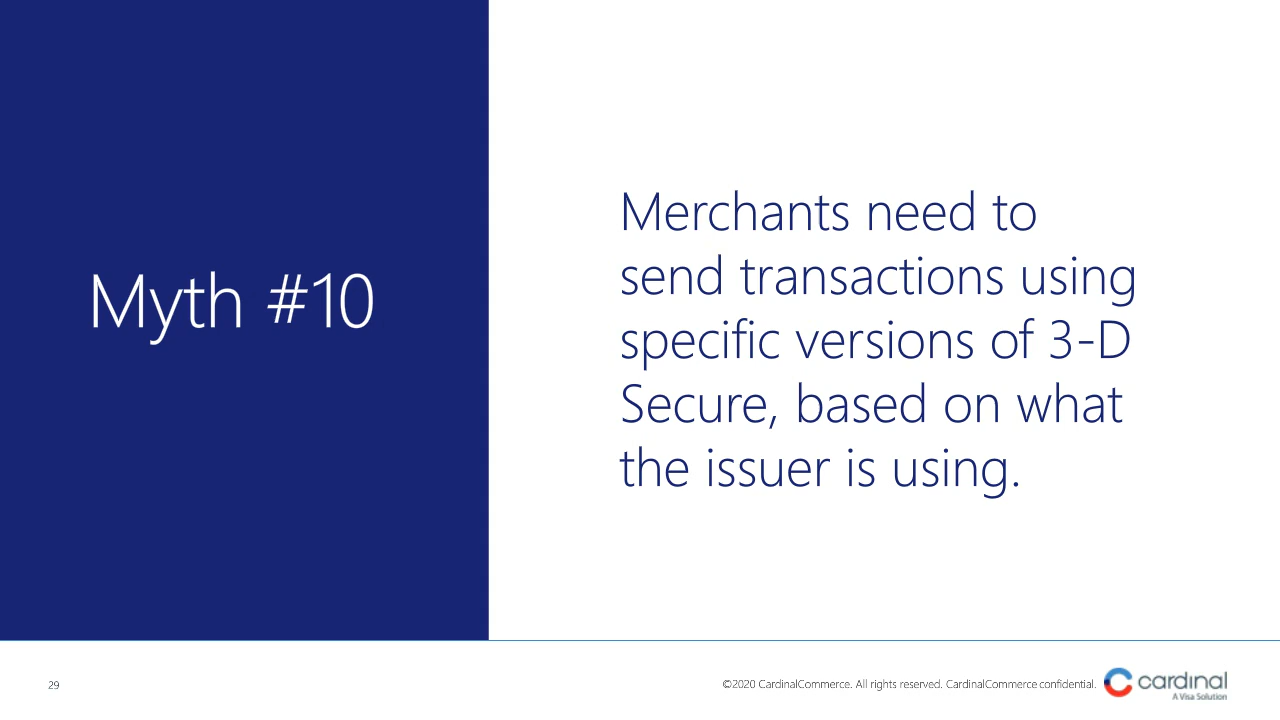 Myth #10
Merchants need to
send transactions using
specific versions of 3-D
Secure, based on what
the issuer is using.
29
©2020 CardinalCommerce. All rights reserved. CardinalCommerce confidential.
cardinal
A Visa Solution